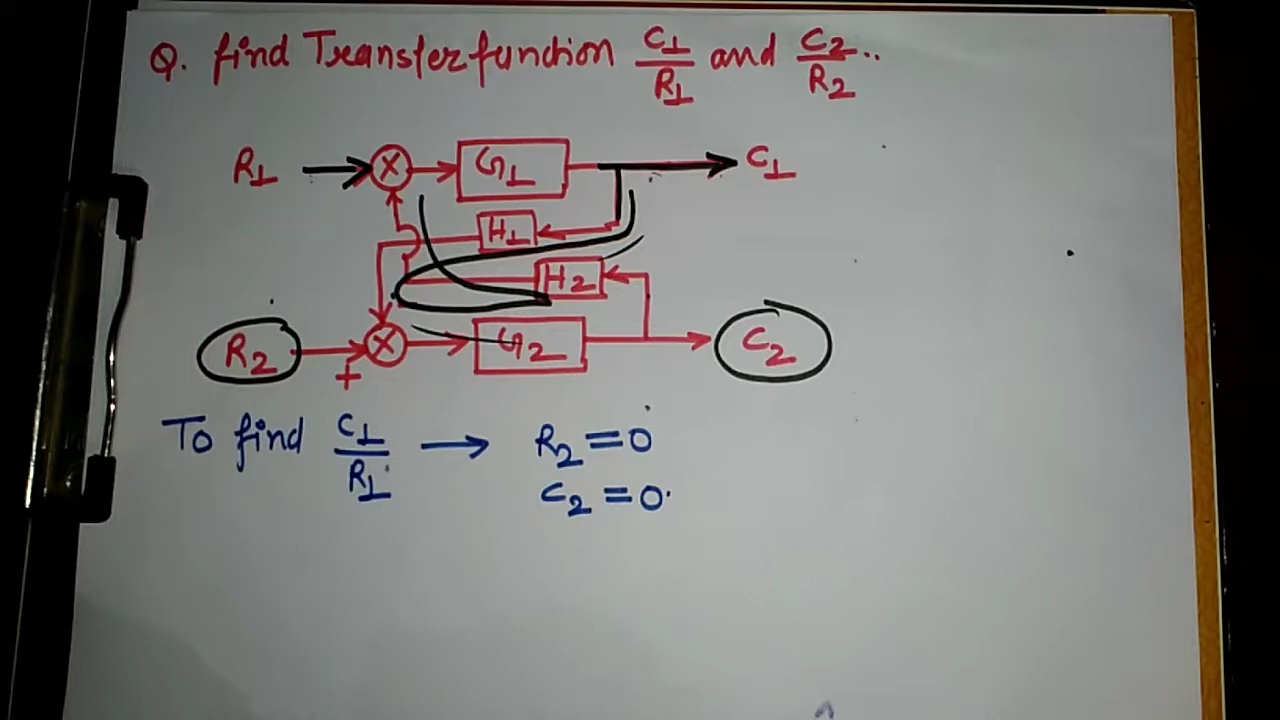 Q. find Transfer function C1/R1 and C2/R2..
R1 G1 C1
H1
H2
R2 + G2 C2
To find C1/R1 → R2 = 0
C2 = 0.